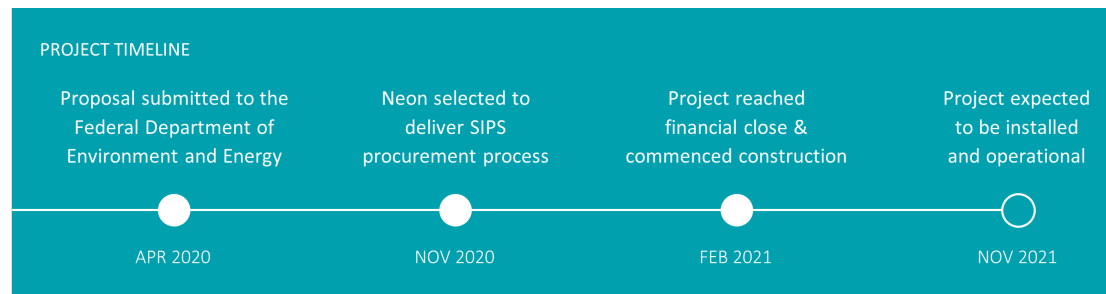 PROJECT TIMELINE
Proposal submitted to the
Federal Department of
Environment and Energy
APR 2020
Neon selected to
deliver SIPS
procurement process
NOV 2020
Project reached
financial close &
commenced construction
FEB 2021
Project expected
to be installed
and operational
NOV 2021